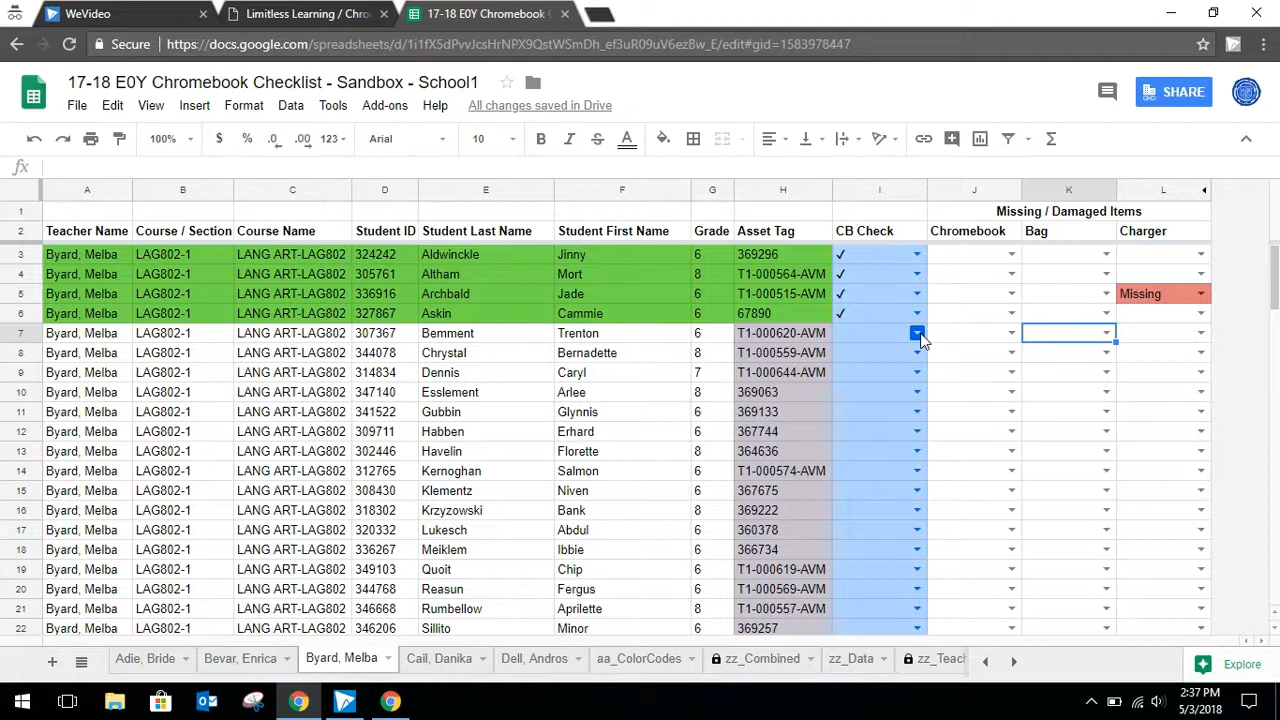 WeVideo × Limitless Learning / Chro × 17-18 E0Y Chromebook C ×
Secure https://docs.google.com/spreadsheets/d/1i1fX5dPvvJcsHrNPX9QstWSmDh_ef3uR09uV6ezBw_E/edit#gid=1583978447
17-18 E0Y Chromebook Checklist - Sandbox - School1
File Edit View Insert Format Data Tools Add-ons Help All changes saved in Drive
SHARE
100% $ % .0 .00 123 Arial 10 B I S A Σ
fx
A B C D E F G H I J K L
1 Missing / Damaged Items
2 Teacher Name Course / Section Course Name Student ID Student Last Name Student First Name Grade Asset Tag CB Check Chromebook Bag Charger
3 Byard, Melba LAG802-1 LANG ART-LAG802 324242 Aldwinckle Jinny 6 369296 ✓
4 Byard, Melba LAG802-1 LANG ART-LAG802 305761 Altham Mort 8 T1-000564-AVM ✓
5 Byard, Melba LAG802-1 LANG ART-LAG802 336916 Archbald Jade 8 T1-000515-AVM ✓ Missing
6 Byard, Melba LAG802-1 LANG ART-LAG802 327867 Askin Cammie 6 67890 ✓
7 Byard, Melba LAG802-1 LANG ART-LAG802 307367 Bemment Trenton 6 T1-000620-AVM
8 Byard, Melba LAG802-1 LANG ART-LAG802 344078 Chrystal Bernadette 8 T1-000559-AVM
9 Byard, Melba LAG802-1 LANG ART-LAG802 314834 Dennis Caryl 7 T1-000644-AVM
10 Byard, Melba LAG802-1 LANG ART-LAG802 347140 Esslement Arlee 8 369063
11 Byard, Melba LAG802-1 LANG ART-LAG802 341522 Gubbin Glynnis 6 369133
12 Byard, Melba LAG802-1 LANG ART-LAG802 309711 Habben Erhard 6 367744
13 Byard, Melba LAG802-1 LANG ART-LAG802 302446 Havelin Florette 8 364636
14 Byard, Melba LAG802-1 LANG ART-LAG802 312765 Kernoghan Salmon 6 T1-000574-AVM
15 Byard, Melba LAG802-1 LANG ART-LAG802 308430 Klementz Niven 6 367675
16 Byard, Melba LAG802-1 LANG ART-LAG802 318302 Krzyzowski Bank 8 369222
17 Byard, Melba LAG802-1 LANG ART-LAG802 320332 Lukesch Abdul 6 360378
18 Byard, Melba LAG802-1 LANG ART-LAG802 336267 Meiklem Ibbie 6 366734
19 Byard, Melba LAG802-1 LANG ART-LAG802 349103 Quoit Chip 6 T1-000619-AVM
20 Byard, Melba LAG802-1 LANG ART-LAG802 344768 Reasun Fergus 6 T1-000569-AVM
21 Byard, Melba LAG802-1 LANG ART-LAG802 346668 Rumbellow Aprilette 8 T1-000557-AVM
22 Byard, Melba LAG802-1 LANG ART-LAG802 346206 Sillito Minor 6 369257
Adie, Bride Bevar, Enrica Byard, Melba Cail, Danika Dell, Andros aa_ColorCodes zz_Combined zz_Data zz_Teach Explore
2:37 PM
5/3/2018